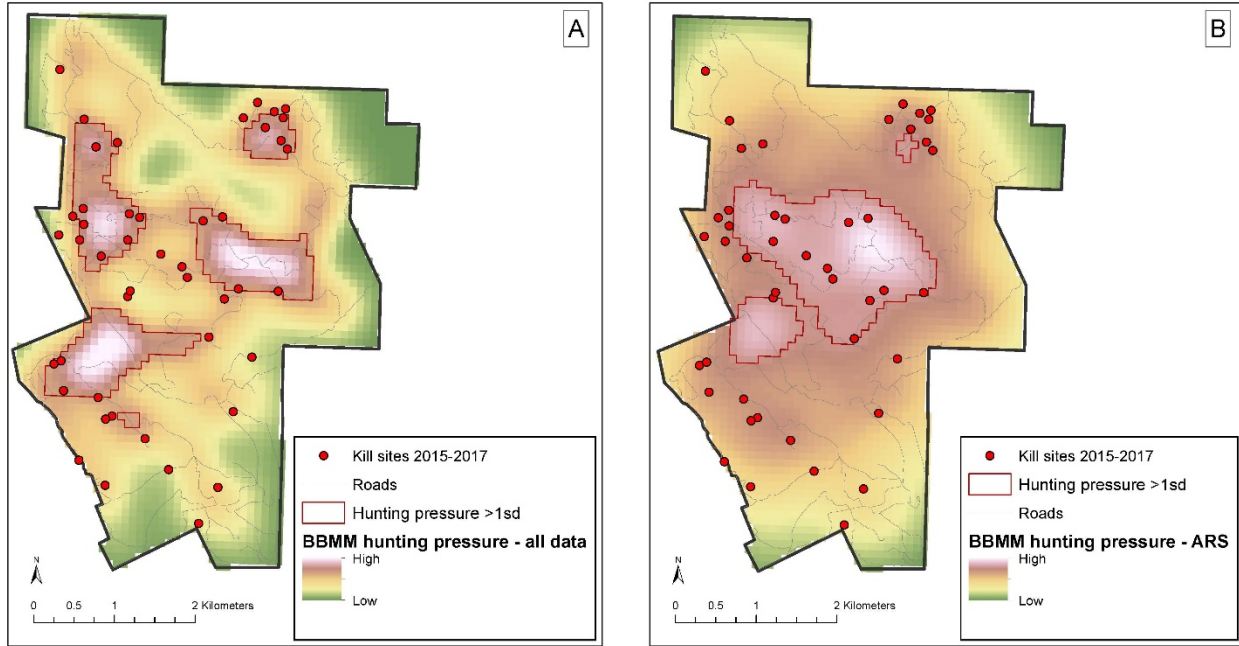 A
Kill sites 2015-2017
Roads
Hunting pressure >1sd
BBMM hunting pressure - all data
High
Low
N
0 0.5 1 2 Kilometers
B
Kill sites 2015-2017
Hunting pressure >1sd
Roads
BBMM hunting pressure - ARS
High
Low
N
0 0.5 1 2 Kilometers